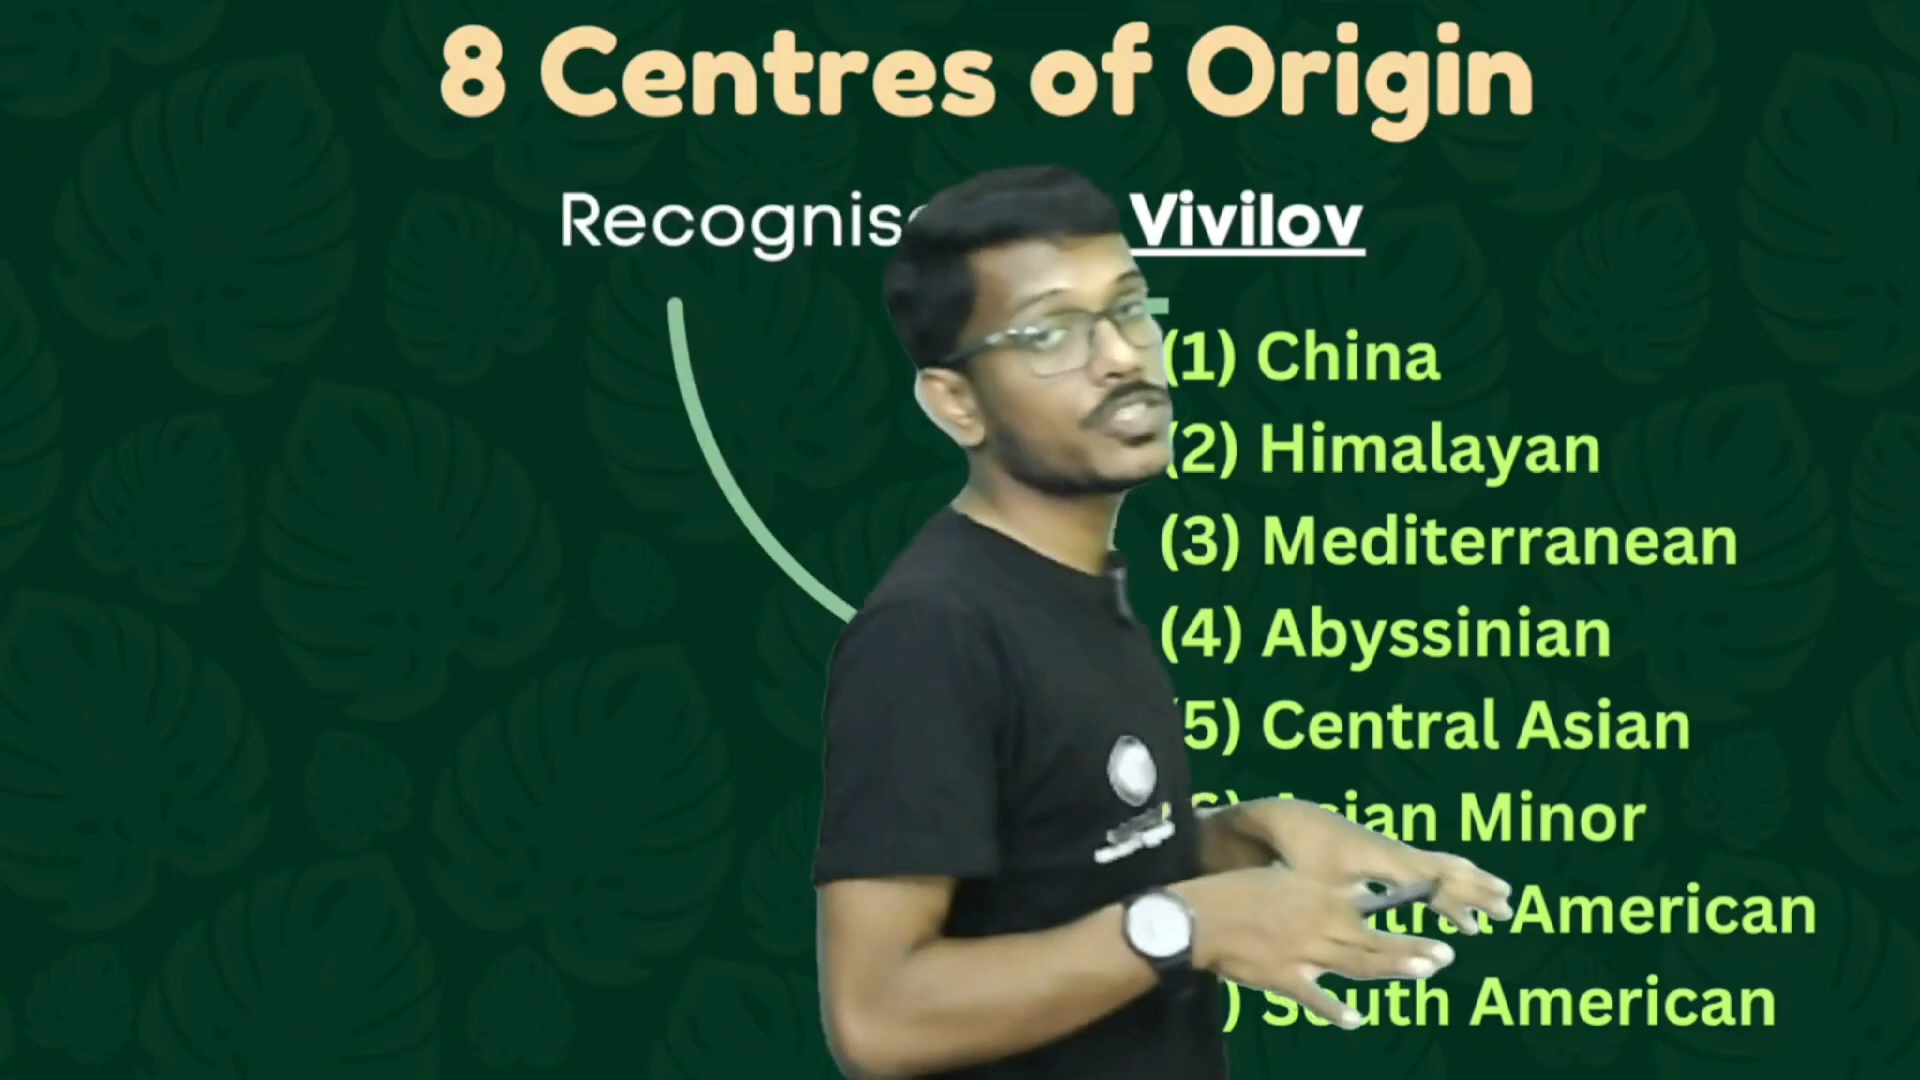 8 Centres of Origin
Vivilov
(1) China
(2) Himalayan
(3) Mediterranean
(4) Abyssinian
(5) Central Asian
Minor
American
South American